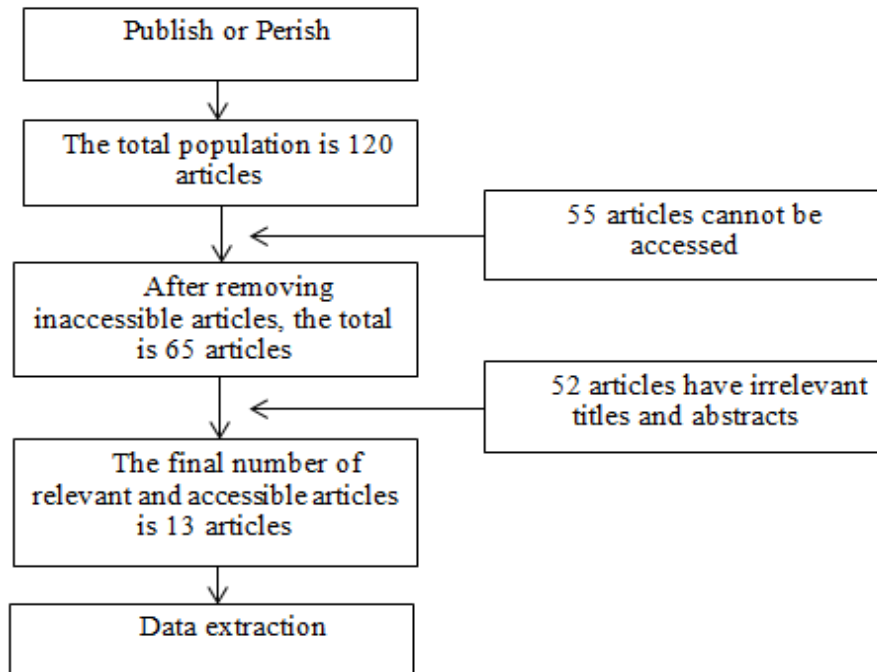 Publish or Perish
The total population is 120
articles
55 articles cannot be
accessed
After removing
inaccessible articles, the total
is 65 articles
52 articles have irrelevant
titles and abstracts
The final number of
relevant and accessible articles
is 13 articles
Data extraction